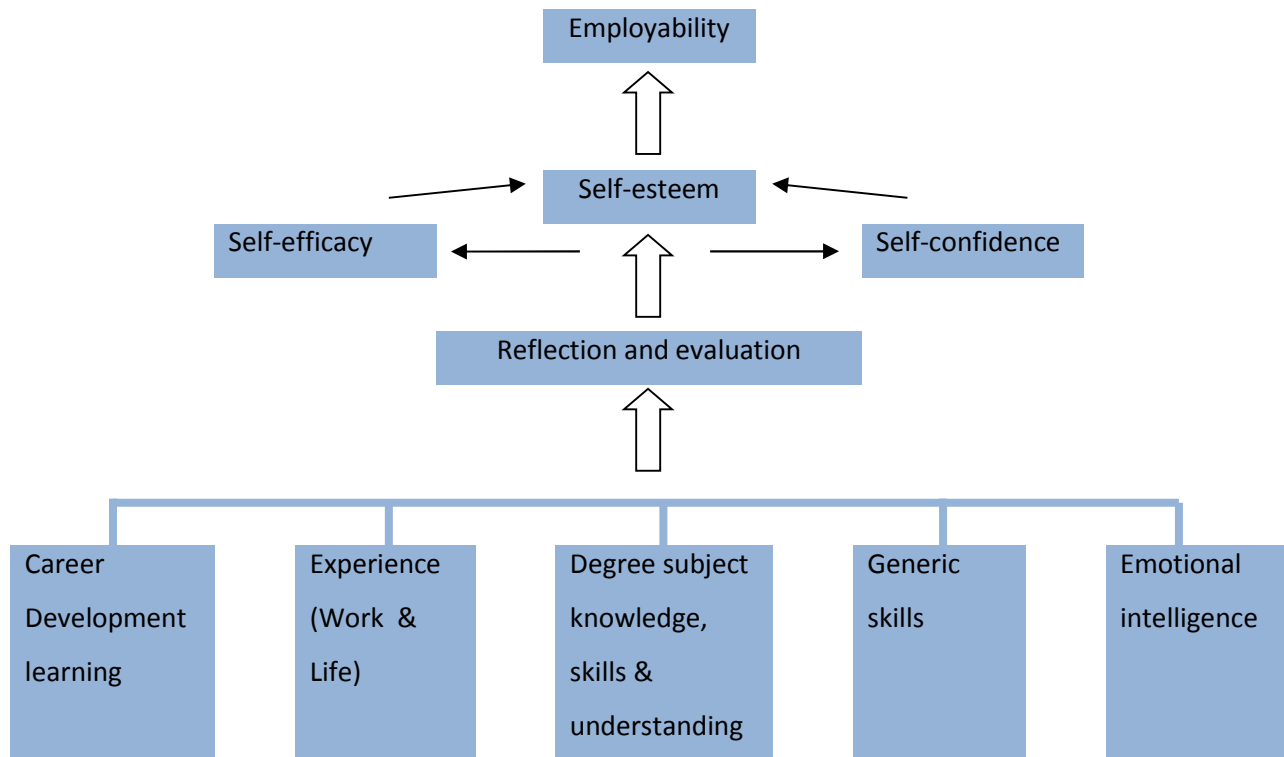 Employability
Self-esteem
Self-efficacy
Self-confidence
Reflection and evaluation
Career
Development
learning
Experience
(Work &
Life)
Degree subject
knowledge,
skills &
understanding
Generic
skills
Emotional
intelligence